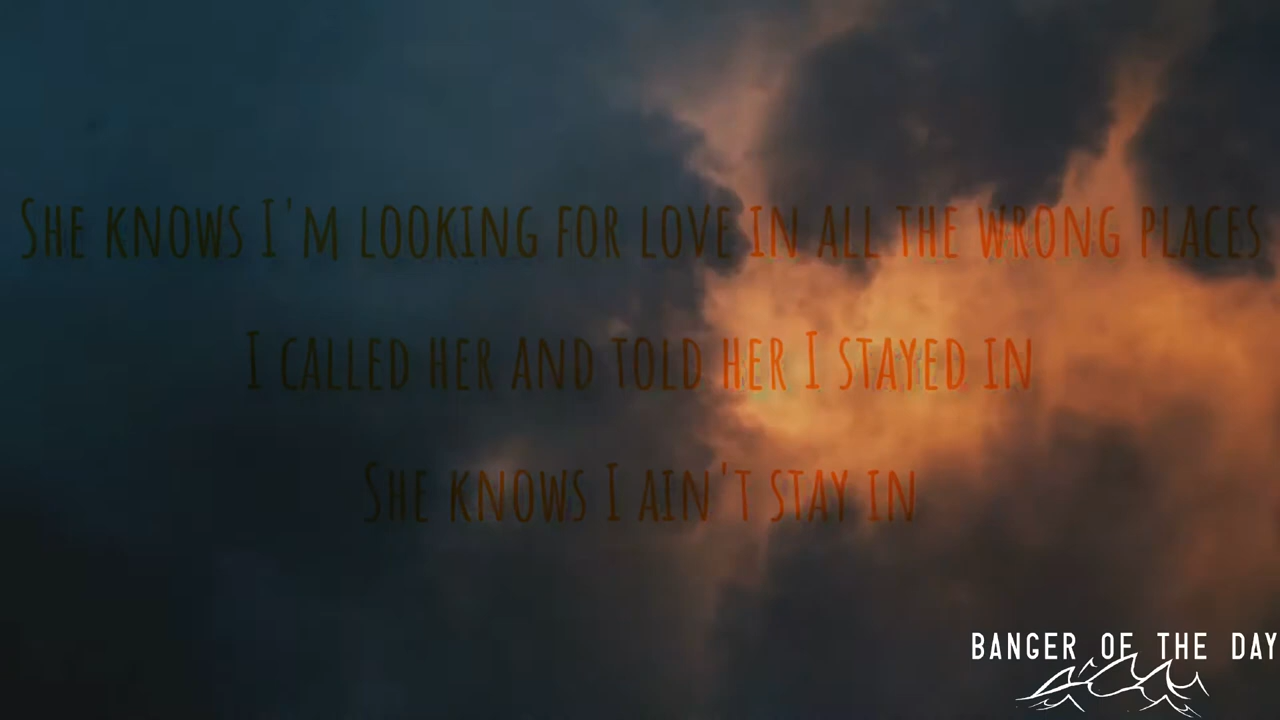 She knows I'm looking for love in all the wrong places
I called her and told her I stayed in
She knows I ain't stay in
BANGER OF THE DAY